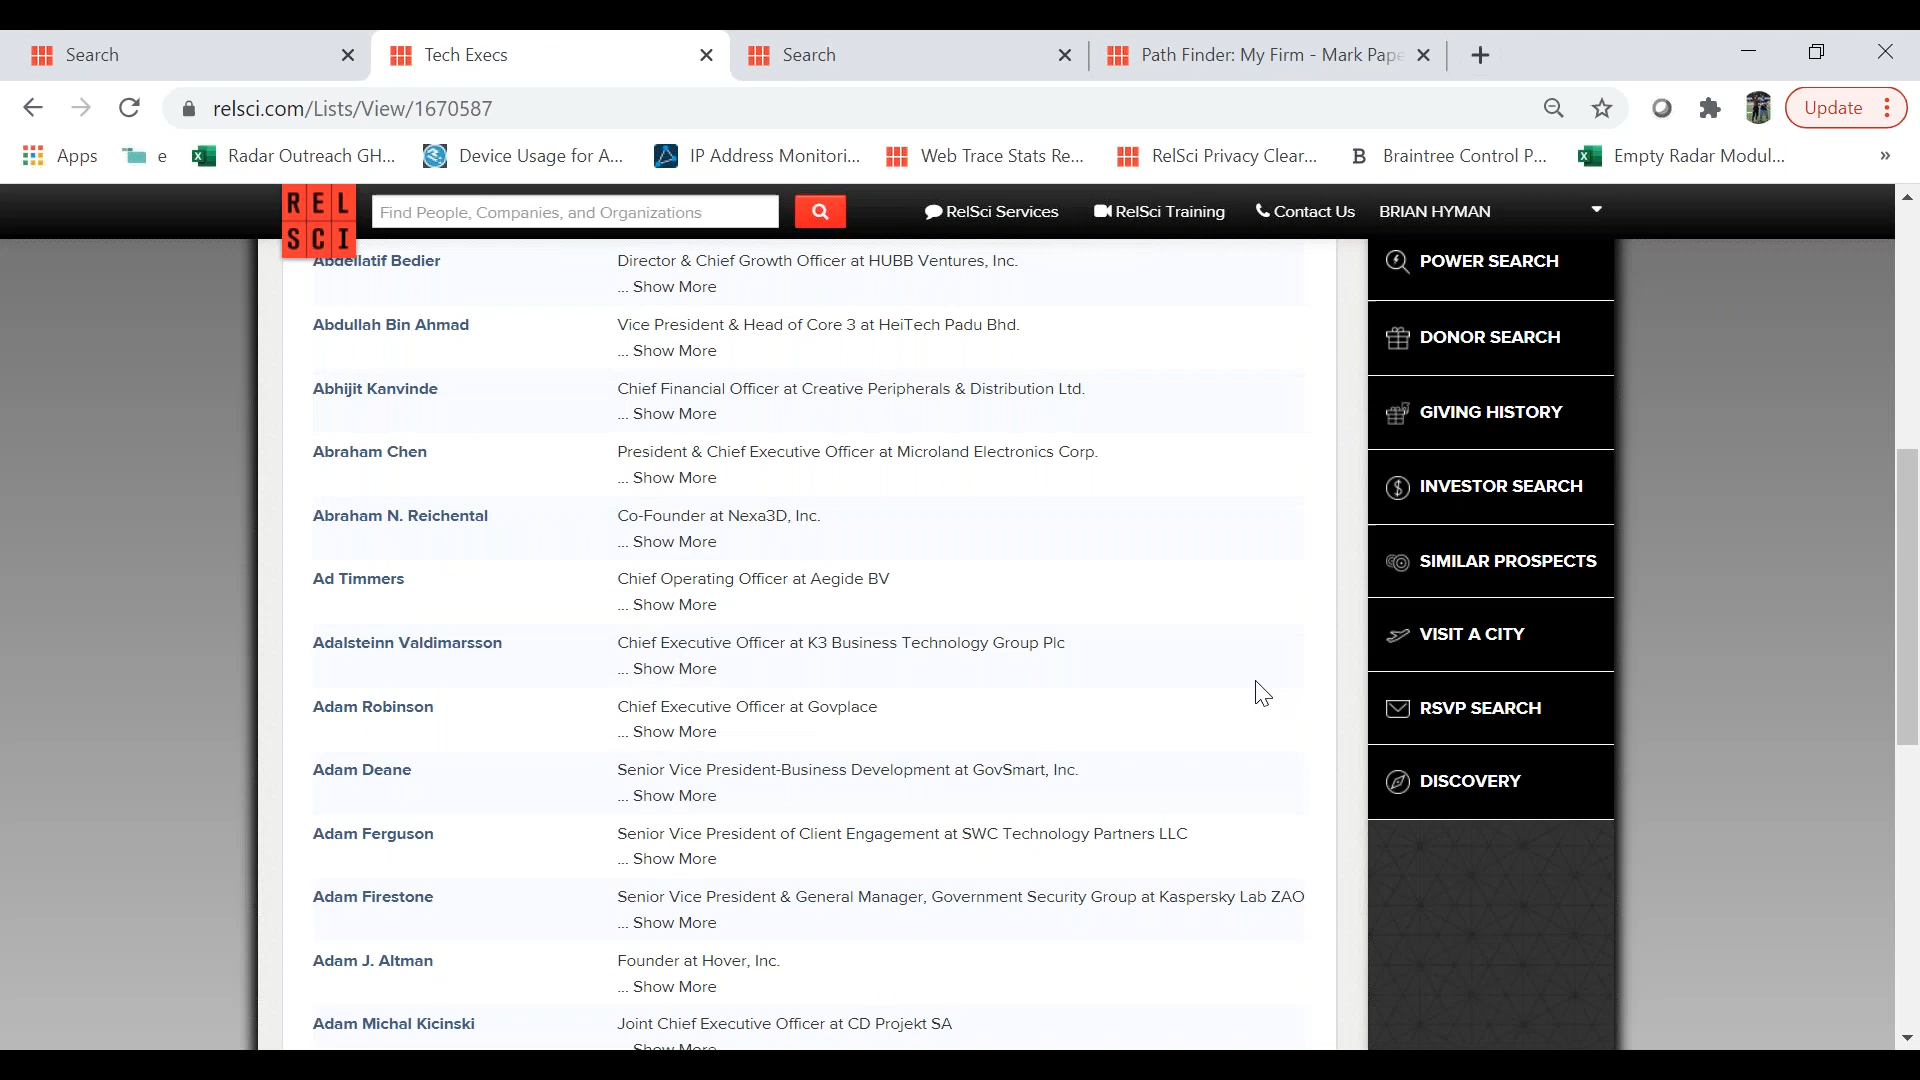 Search
Tech Execs
Search
Path Finder: My Firm - Mark Pape
relsci.com/Lists/View/1670587
Update
Apps
e
Radar Outreach GH...
Device Usage for A...
IP Address Monitori...
Web Trace Stats Re...
RelSci Privacy Clear...
B
Braintree Control P...
Empty Radar Modul...
»
REL
SCI
Find People, Companies, and Organizations
RelSci Services
RelSci Training
Contact Us
BRIAN HYMAN
Abdellatif Bedier
Director & Chief Growth Officer at HUBB Ventures, Inc.
... Show More
Abdullah Bin Ahmad
Vice President & Head of Core 3 at HeiTech Padu Bhd.
... Show More
Abhijit Kanvinde
Chief Financial Officer at Creative Peripherals & Distribution Ltd.
... Show More
Abraham Chen
President & Chief Executive Officer at Microland Electronics Corp.
... Show More
Abraham N. Reichental
Co-Founder at Nexa3D, Inc.
... Show More
Ad Timmers
Chief Operating Officer at Aegide BV
... Show More
Adalsteinn Valdimarsson
Chief Executive Officer at K3 Business Technology Group Plc
... Show More
Adam Robinson
Chief Executive Officer at Govplace
... Show More
Adam Deane
Senior Vice President-Business Development at GovSmart, Inc.
... Show More
Adam Ferguson
Senior Vice President of Client Engagement at SWC Technology Partners LLC
... Show More
Adam Firestone
Senior Vice President & General Manager, Government Security Group at Kaspersky Lab ZAO
... Show More
Adam J. Altman
Founder at Hover, Inc.
... Show More
Adam Michal Kicinski
Joint Chief Executive Officer at CD Projekt SA
... Show More
POWER SEARCH
DONOR SEARCH
GIVING HISTORY
INVESTOR SEARCH
SIMILAR PROSPECTS
VISIT A CITY
RSVP SEARCH
DISCOVERY